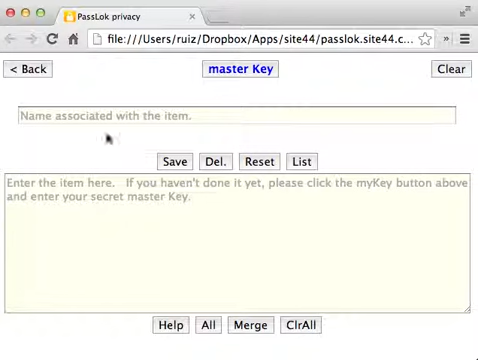 PassLok privacy
file:///Users/ruiz/Dropbox/Apps/site44/passlok.site44.c...
< Back
master Key
Clear
Name associated with the item.
Save
Del.
Reset
List
Enter the item here.   If you haven't done it yet, please click the myKey button above
and enter your secret master Key.
Help
All
Merge
ClrAll